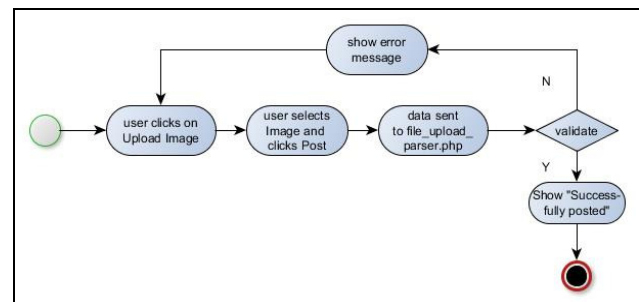 show error
message
N
user clicks on
Upload Image
user selects
Image and
clicks Post
data sent
to file_upload_
parser.php
validate
Y
Show "Success-
fully posted"